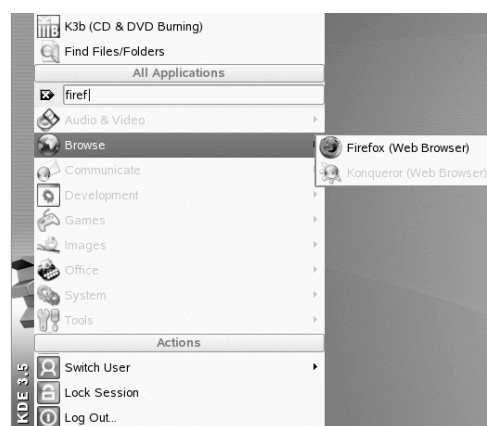 K3b (CD & DVD Burning)
Find Files/Folders
All Applications
firef
Audio & Video
Browse
Firefox (Web Browser)
Communicate
Konqueror (Web Browser)
Development
Games
Images
Office
System
Tools
Actions
Switch User
Lock Session
Log Out...
KDE 3.5